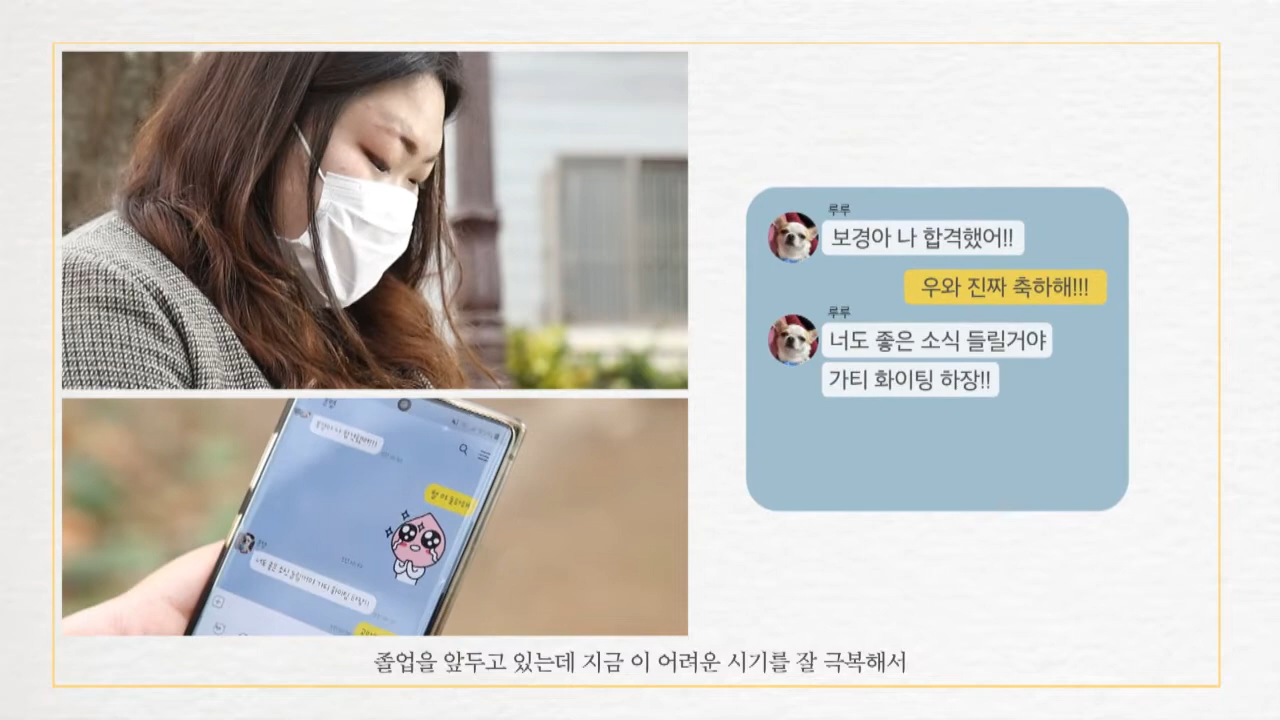 루루
보경아 나 합격했어!!
우와 진짜 축하해!!!
루루
너도 좋은 소식 들릴거야
가티 화이팅 하장!!
졸업을 앞두고 있는데 지금 이 어려운 시기를 잘 극복해서